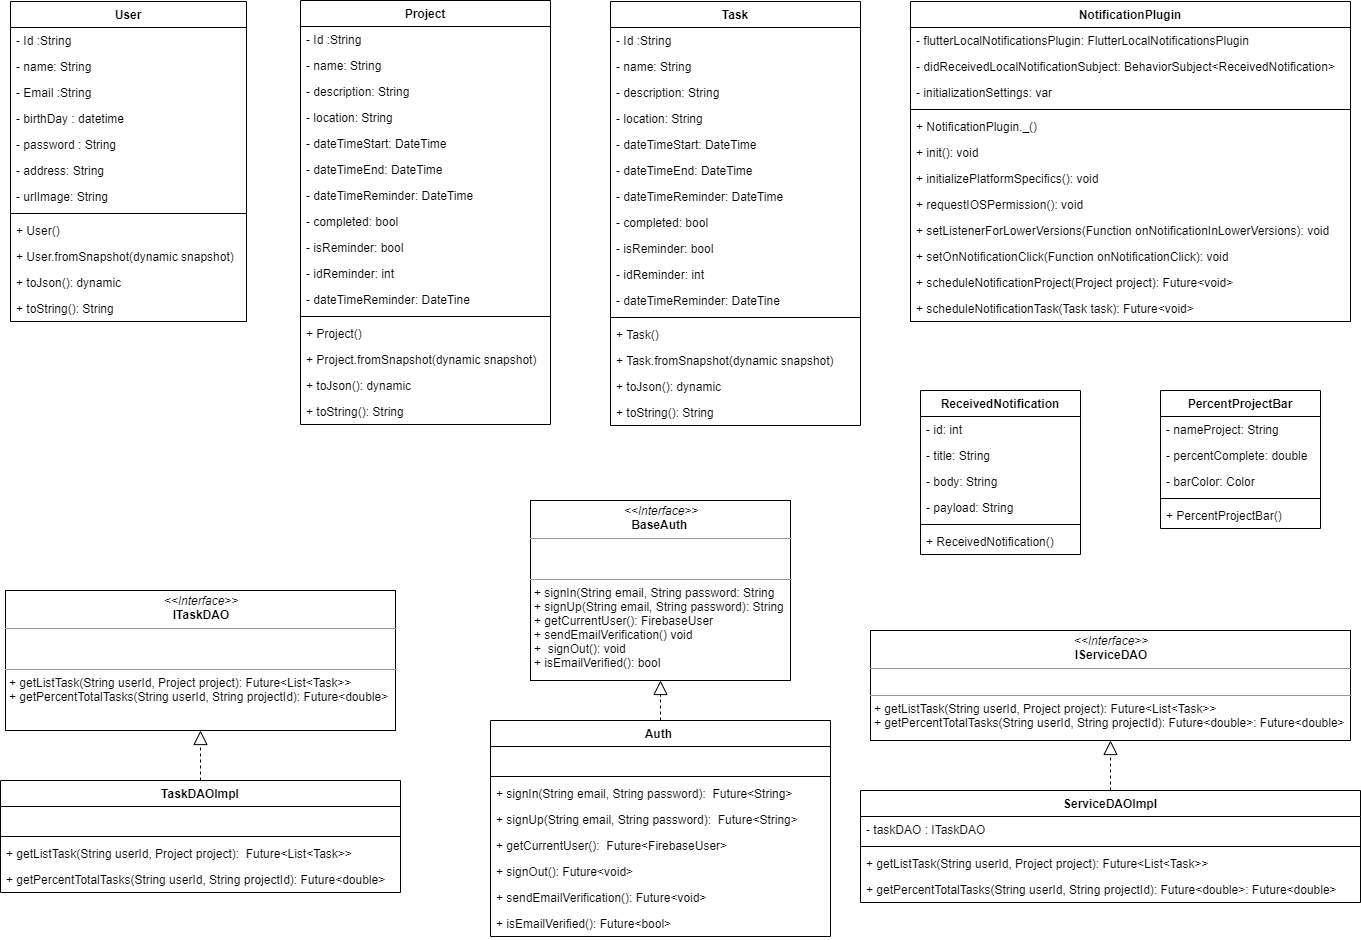 User
- Id :String
- name: String
- Email :String
- birthDay : datetime
- password : String
- address: String
- urlImage: String
+ User()
+ User.fromSnapshot(dynamic snapshot)
+ toJson(): dynamic
+ toString(): String
Project
- Id :String
- name: String
- description: String
- location: String
- dateTimeStart: DateTime
- dateTimeEnd: DateTime
- dateTimeReminder: DateTime
- completed: bool
- isReminder: bool
- idReminder: int
- dateTimeReminder: DateTine
+ Project()
+ Project.fromSnapshot(dynamic snapshot)
+ toJson(): dynamic
+ toString(): String
Task
- Id :String
- name: String
- description: String
- location: String
- dateTimeStart: DateTime
- dateTimeEnd: DateTime
- dateTimeReminder: DateTime
- completed: bool
- isReminder: bool
- idReminder: int
- dateTimeReminder: DateTine
+ Task()
+ Task.fromSnapshot(dynamic snapshot)
+ toJson(): dynamic
+ toString(): String
NotificationPlugin
- flutterLocalNotificationsPlugin: FlutterLocalNotificationsPlugin
- didReceivedLocalNotificationSubject: BehaviorSubject<ReceivedNotification>
- initializationSettings: var
+ NotificationPlugin._()
+ init(): void
+ initializePlatformSpecifics(): void
+ requestIOSPermission(): void
+ setListenerForLowerVersions(Function onNotificationInLowerVersions): void
+ setOnNotificationClick(Function onNotificationClick): void
+ scheduleNotificationProject(Project project): Future<void>
+ scheduleNotificationTask(Task task): Future<void>
ReceivedNotification
- id: int
- title: String
- body: String
- payload: String
+ ReceivedNotification()
PercentProjectBar
- nameProject: String
- percentComplete: double
- barColor: Color
+ PercentProjectBar()
<<Interface>>
BaseAuth
+ signIn(String email, String password: String
+ signUp(String email, String password): String
+ getCurrentUser(): FirebaseUser
+ sendEmailVerification() void
+ signOut(): void
+ isEmailVerified(): bool
<<Interface>>
ITaskDAO
+ getListTask(String userId, Project project): Future<List<Task>>
+ getPercentTotalTasks(String userId, String projectId): Future<double>
<<Interface>>
IServiceDAO
+ getListTask(String userId, Project project): Future<List<Task>>
+ getPercentTotalTasks(String userId, String projectId): Future<double>: Future<double>
TaskDAOImpl
+ getListTask(String userId, Project project): Future<List<Task>>
+ getPercentTotalTasks(String userId, String projectId): Future<double>
Auth
+ signIn(String email, String password): Future<String>
+ signUp(String email, String password): Future<String>
+ getCurrentUser(): Future<FirebaseUser>
+ signOut(): Future<void>
+ sendEmailVerification(): Future<void>
+ isEmailVerified(): Future<bool>
ServiceDAOImpl
- taskDAO : ITaskDAO
+ getListTask(String userId, Project project): Future<List<Task>>
+ getPercentTotalTasks(String userId, String projectId): Future<double>: Future<double>